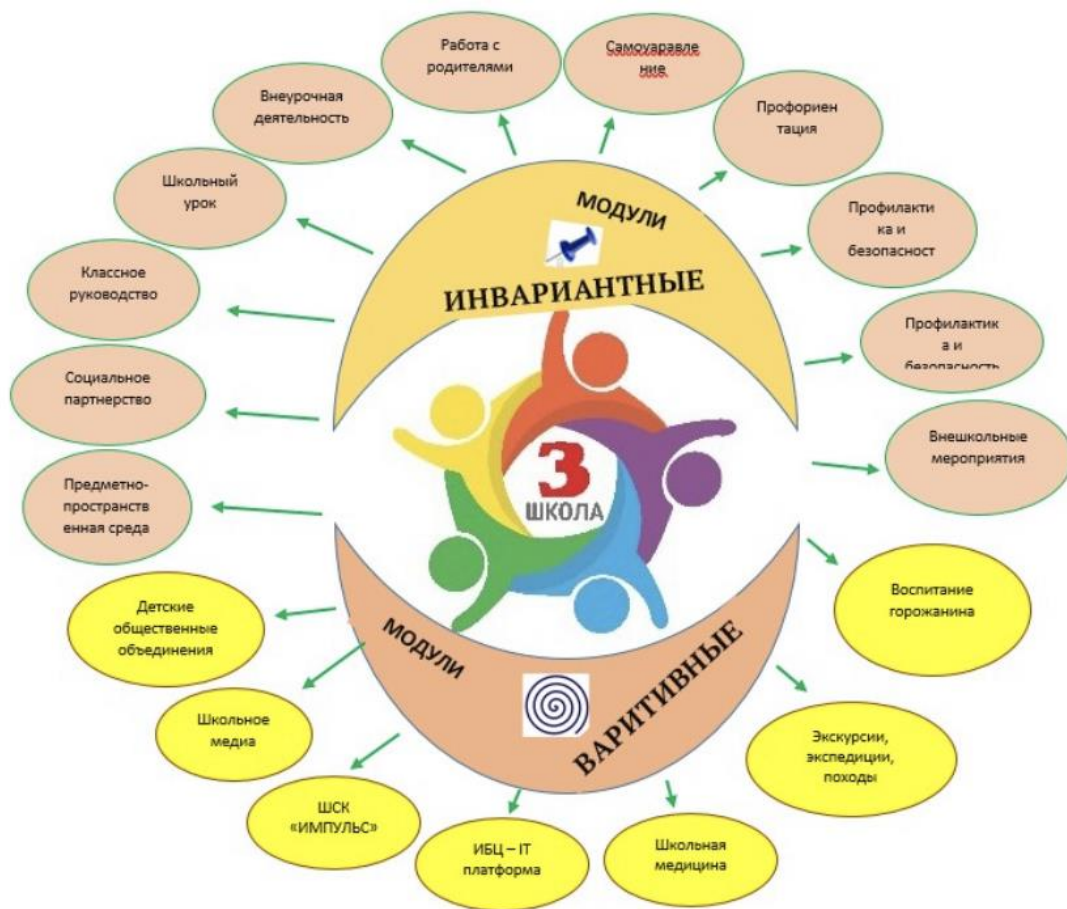 Работа с
родителями
Самоуаравле
ние
Внеурочная
деятельность
Профориен
тация
Школьный
урок
Профилакти
ка и
безопасност
Классное
руководство
Профилактик
а и
безопасность
Социальное
партнерство
Внешкольные
мероприятия
Предметно-
пространств
енная среда
МОДУЛИ
ИНВАРИАНТНЫЕ
3
ШКОЛА
МОДУЛИ
ВАРИТИВНЫЕ
Детские
общественные
объединения
Воспитание
горожанина
Школьное
медиа
Экскурсии,
экспедиции,
походы
ШСК
«ИМПУЛЬС»
ИБЦ – IT
платформа
Школьная
медицина